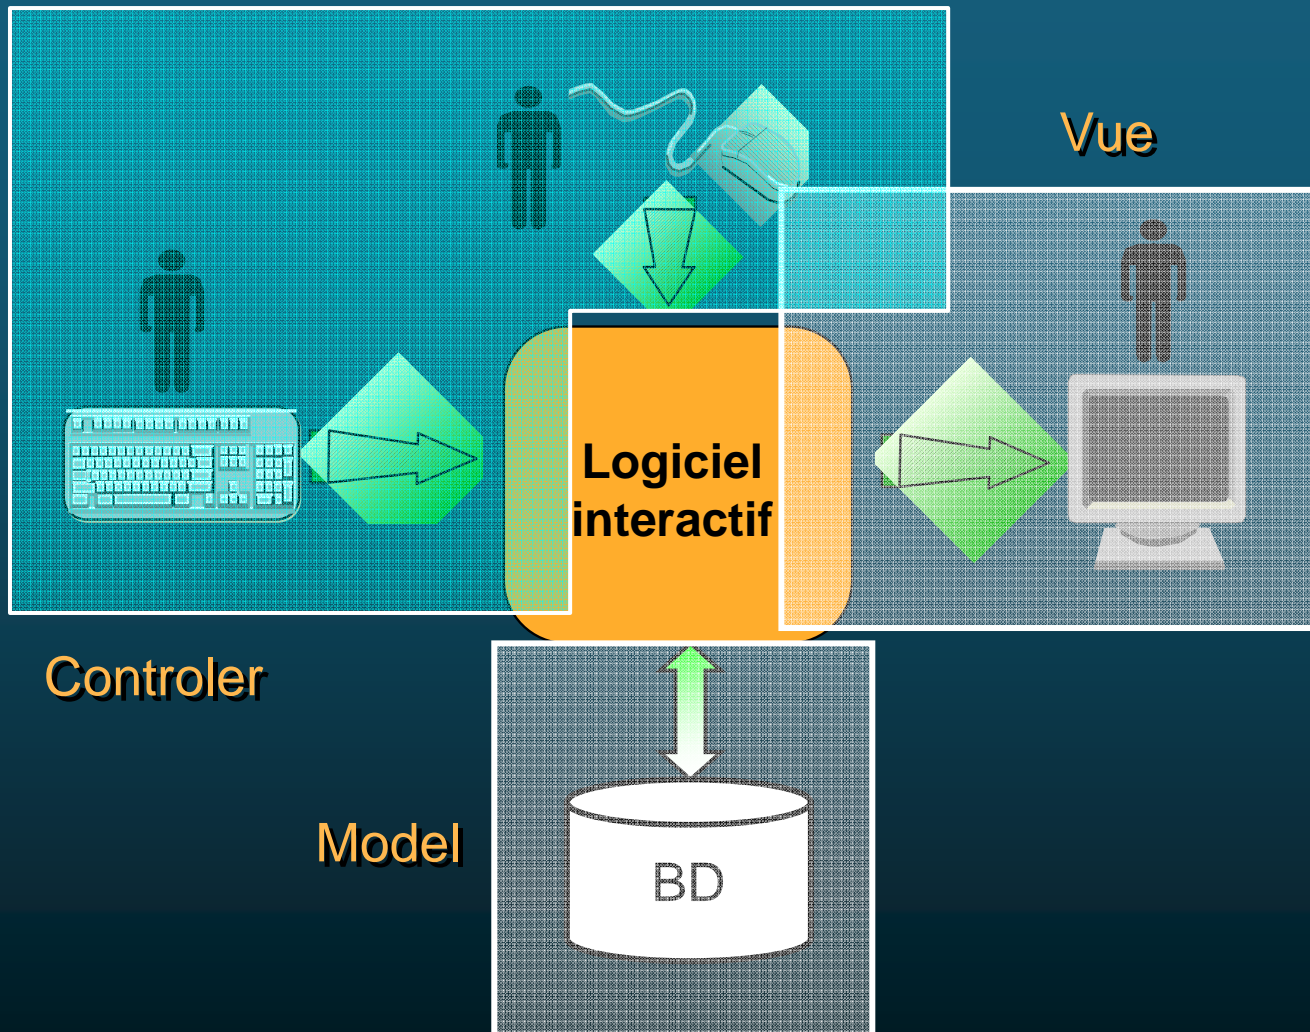 Vue
Logiciel
interactif
Controler
Model
BD